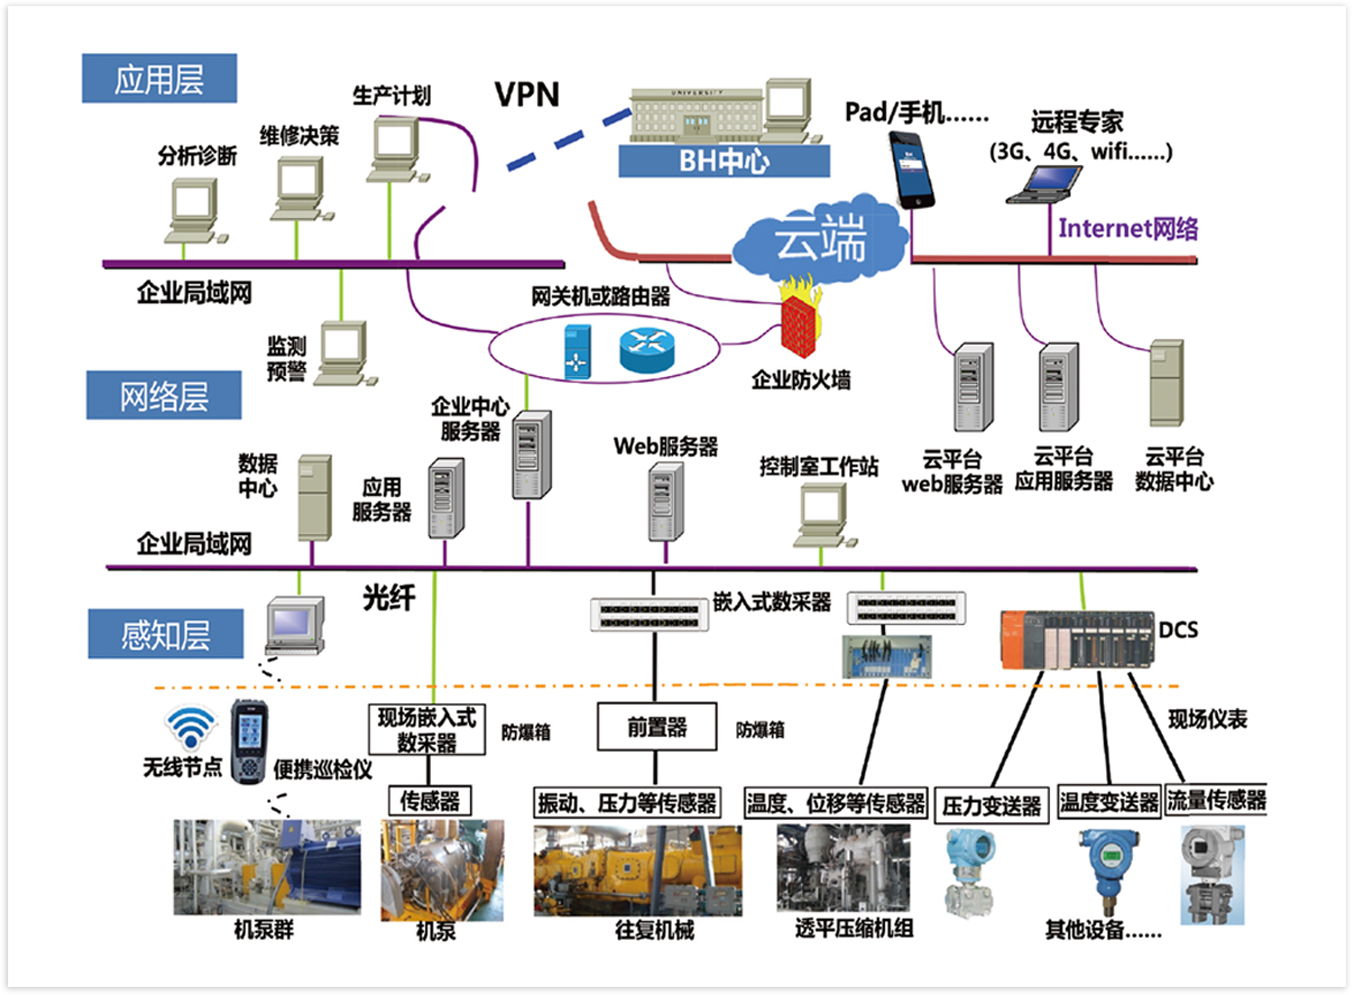 应用层
生产计划
VPN
UNIVERSITY
BH中心
Pad/手机......
远程专家
(3G、4G、wifi......)
维修决策
分析诊断
云端
Internet网络
企业局域网
网关机或路由器
监测
预警
企业防火墙
网络层
企业中心
服务器
Web服务器
数据
中心
应用
服务器
控制室工作站
云平台
web服务器
云平台
应用服务器
云平台
数据中心
企业局域网
光纤
嵌入式数采器
感知层
DCS
现场嵌入式
数采器
防爆箱
前置器
防爆箱
现场仪表
无线节点
便携巡检仪
传感器
振动、压力等传感器
温度、位移等传感器
压力变送器
温度变送器
流量传感器
机泵群
机泵
往复机械
透平压缩机组
其他设备......